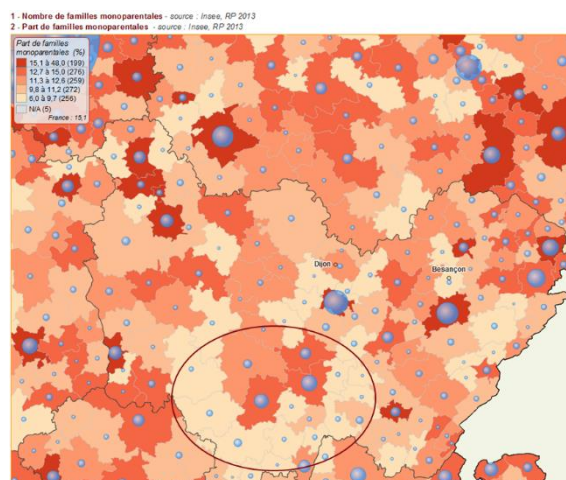 1 - Nombre de familles monoparentales - source : Insee, RP 2013
2 - Part de familles monoparentales - source : Insee, RP 2013
Part de familles
monoparentales (%)
15,1 à 48,0 (199)
12,7 à 15,0 (276)
11,3 à 12,6 (259)
9,8 à 11,2 (272)
6,0 à 9,7 (256)
N/A (5)
France : 15,1
Dijon
Besançon